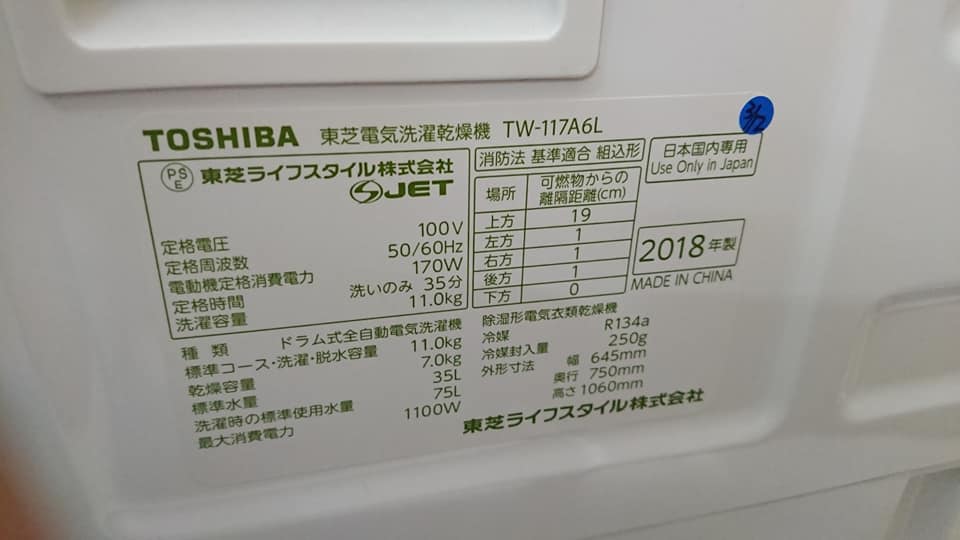 TOSHIBA 東芝電気洗濯乾燥機 TW-117A6L
PS E 東芝ライフスタイル株式会社
JET
定格電圧 100V
定格周波数 50/60Hz
電動機定格消費電力 170W
定格時間 洗いのみ 35分
洗濯容量 11.0kg
種類 ドラム式全自動電気洗濯機
標準コース・洗濯・脱水容量 11.0kg
乾燥容量 7.0kg
標準水量 35L
洗濯時の標準使用水量 75L
最大消費電力 1100W
消防法 基準適合 組込形
場所 可燃物からの離隔距離(cm)
上方 19
左方 1
右方 1
後方 1
下方 0
日本国内専用
Use Only in Japan
2018年製
MADE IN CHINA
除湿形電気衣類乾燥機
冷媒 R134a
冷媒封入量 250g
外形寸法 幅 645mm
奥行 750mm
高さ 1060mm
東芝ライフスタイル株式会社